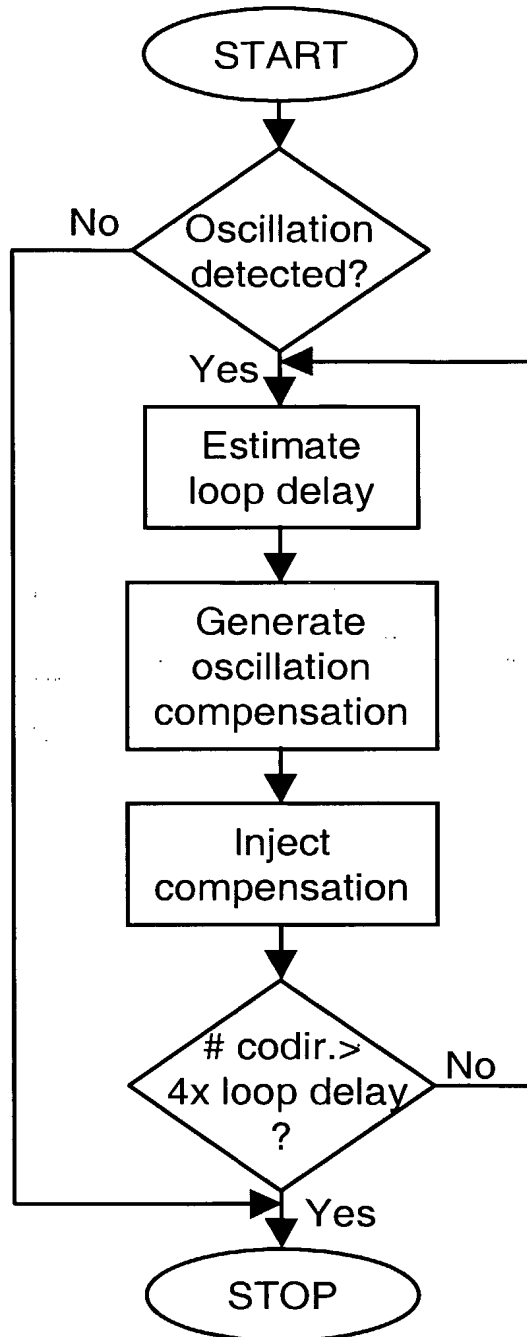 START
No
Oscillation
detected?
Yes
Estimate
loop delay
Generate
oscillation
compensation
Inject
compensation
# codir.>
4x loop delay
?
No
Yes
STOP